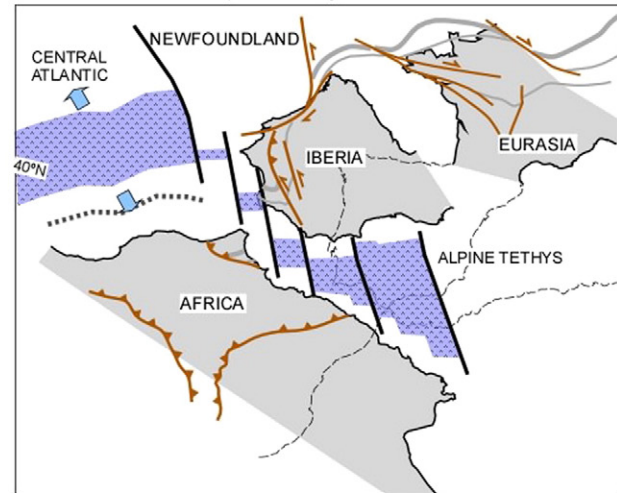 NEWFOUNDLAND
CENTRAL
ATLANTIC
40ºN
IBERIA
EURASIA
ALPINE TETHYS
AFRICA